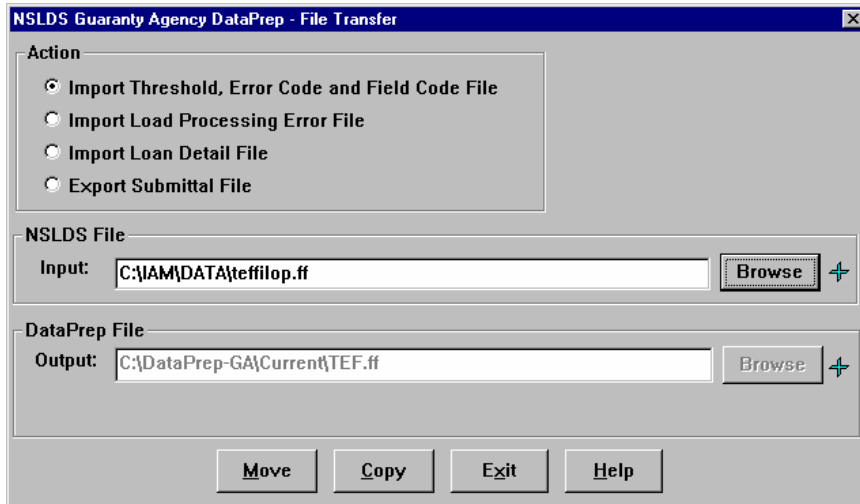 NSLDS Guaranty Agency DataPrep - File Transfer
Action
Import Threshold, Error Code and Field Code File
Import Load Processing Error File
Import Loan Detail File
Export Submittal File
NSLDS File
Input: C:\IAM\DATA\teffilop.ff Browse
DataPrep File
Output: C:\DataPrep-GA\Current\TEF.ff Browse
Move Copy Exit Help